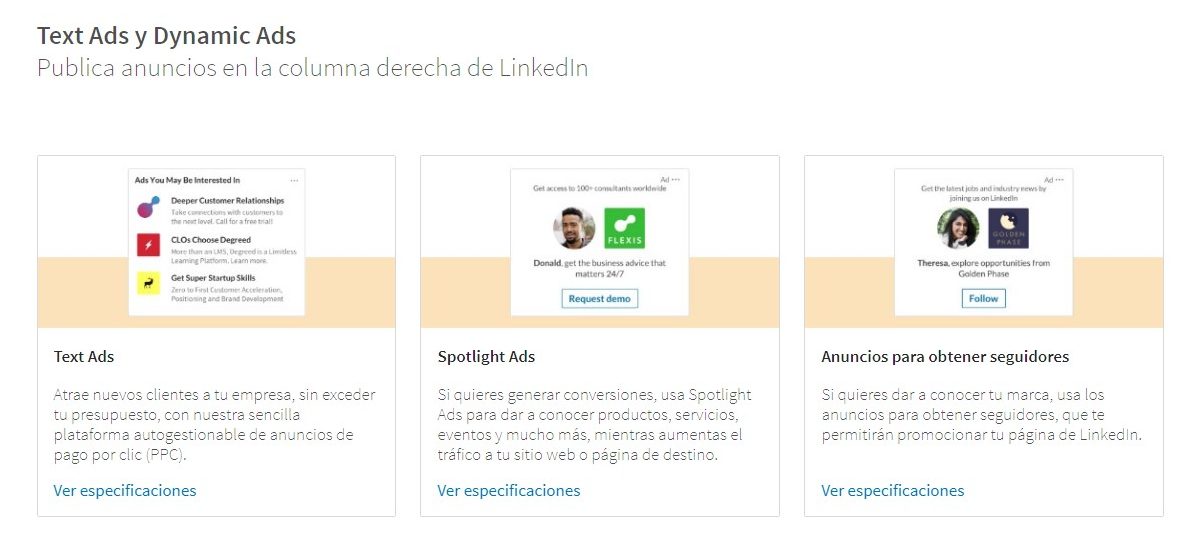 Text Ads y Dynamic Ads
Publica anuncios en la columna derecha de LinkedIn
Ads You May Be Interested In
Deeper Customer Relationships
Take connections with customers to
the next level. Call for a free trial!
CLOs Choose Degreed
More than an LMS, Degreed is a Limitless
Learning Platform. Learn more.
Get Super Startup Skills
Zero to First Customer Acceleration,
Positioning and Brand Development
Text Ads
Atrae nuevos clientes a tu empresa, sin exceder
tu presupuesto, con nuestra sencilla
plataforma autogestionable de anuncios de
pago por clic (PPC).
Ver especificaciones
Ad
Get access to 100+ consultants worldwide
FLEXIS
Donald, get the business advice that
matters 24/7
Request demo
Spotlight Ads
Si quieres generar conversiones, usa Spotlight
Ads para dar a conocer productos, servicios,
eventos y mucho más, mientras aumentas el
tráfico a tu sitio web o página de destino.
Ver especificaciones
Ad
Get the latest jobs and industry news by
joining us on LinkedIn
GOLDEN
PHASE
Theresa, explore opportunities from
Golden Phase
Follow
Anuncios para obtener seguidores
Si quieres dar a conocer tu marca, usa los
anuncios para obtener seguidores, que te
permitirán promocionar tu página de LinkedIn.
Ver especificaciones